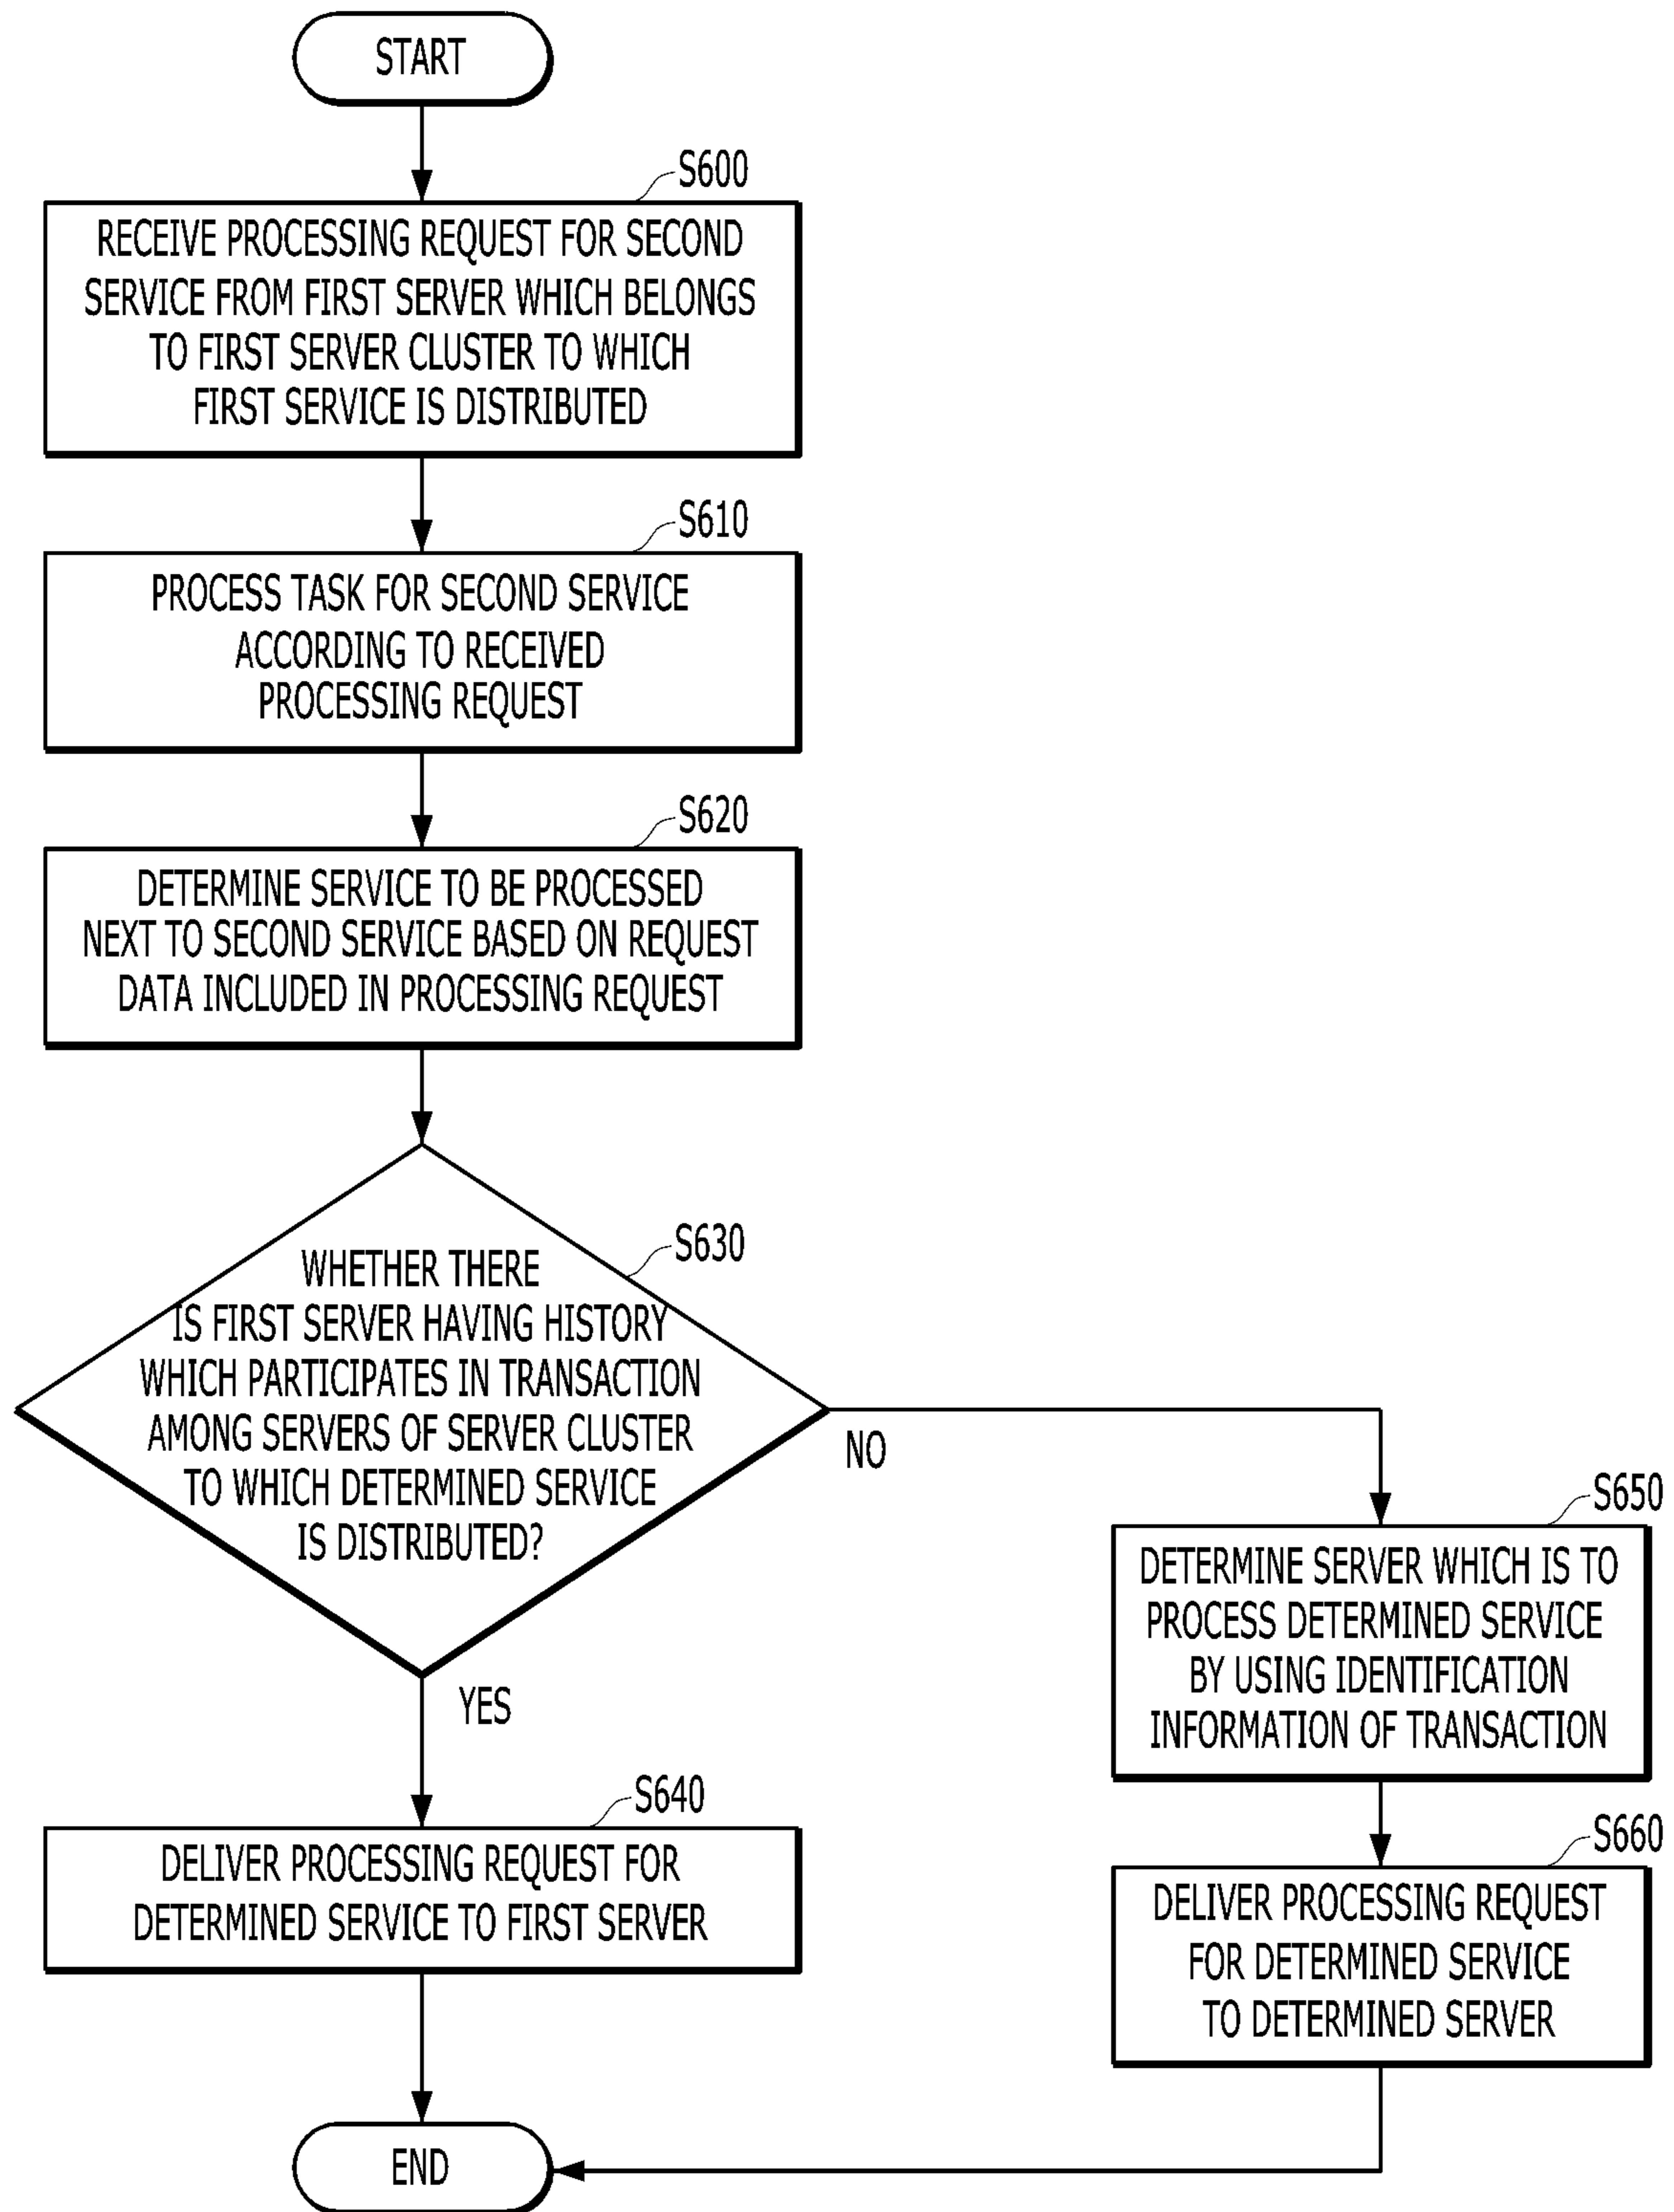 START
S600
RECEIVE PROCESSING REQUEST FOR SECOND
SERVICE FROM FIRST SERVER WHICH BELONGS
TO FIRST SERVER CLUSTER TO WHICH
FIRST SERVICE IS DISTRIBUTED
S610
PROCESS TASK FOR SECOND SERVICE
ACCORDING TO RECEIVED
PROCESSING REQUEST
S620
DETERMINE SERVICE TO BE PROCESSED
NEXT TO SECOND SERVICE BASED ON REQUEST
DATA INCLUDED IN PROCESSING REQUEST
S630
WHETHER THERE
IS FIRST SERVER HAVING HISTORY
WHICH PARTICIPATES IN TRANSACTION
AMONG SERVERS OF SERVER CLUSTER
TO WHICH DETERMINED SERVICE
IS DISTRIBUTED?
NO
YES
S640
DELIVER PROCESSING REQUEST FOR
DETERMINED SERVICE TO FIRST SERVER
S650
DETERMINE SERVER WHICH IS TO
PROCESS DETERMINED SERVICE
BY USING IDENTIFICATION
INFORMATION OF TRANSACTION
S660
DELIVER PROCESSING REQUEST
FOR DETERMINED SERVICE
TO DETERMINED SERVER
END